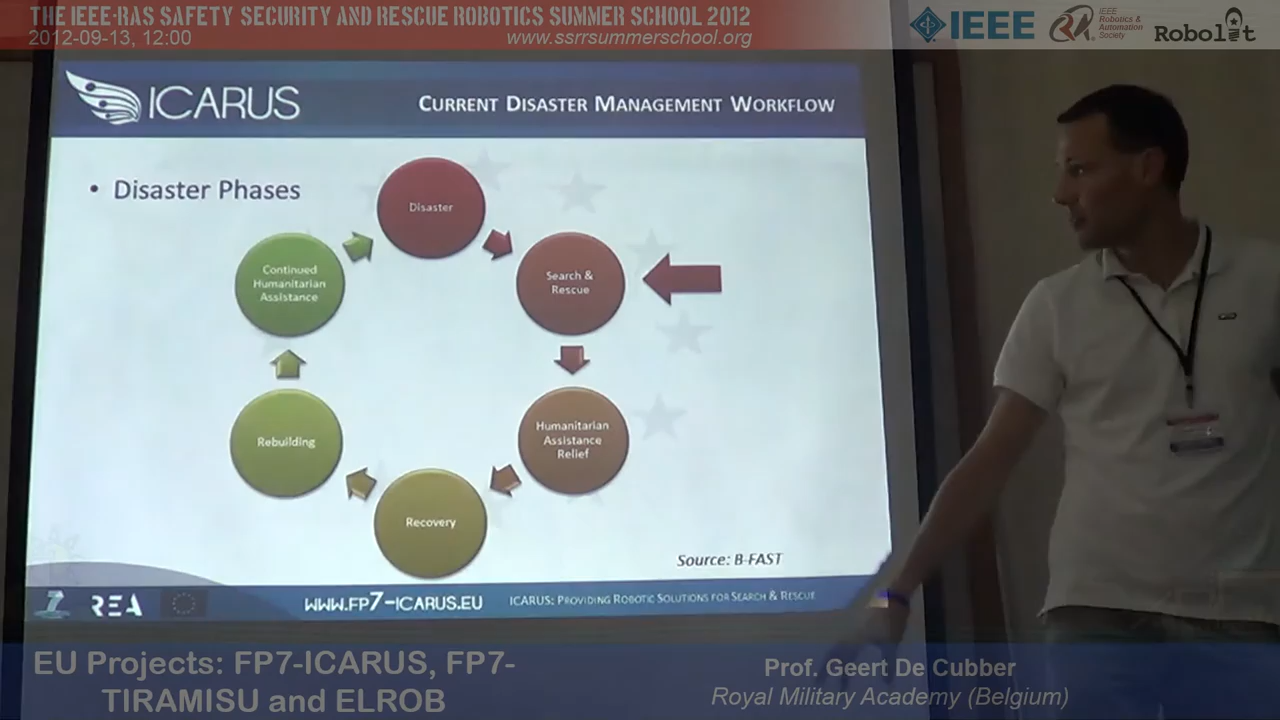 THE IEEE-RAS SAFETY SECURITY AND RESCUE ROBOTICS SUMMER SCHOOL 2012
2012-09-13, 12:00
www.ssrrsummerschool.org
IEEE
IEEE
Robotics &
Automation
Society
Robolit
ICARUS
CURRENT DISASTER MANAGEMENT WORKFLOW
• Disaster Phases
Disaster
Search &
Rescue
Humanitarian
Assistance
Relief
Recovery
Rebuilding
Continued
Humanitarian
Assistance
Source: B-FAST
REA
WWW.FP7-ICARUS.EU
ICARUS: PROVIDING ROBOTIC SOLUTIONS FOR SEARCH & RESCUE
EU Projects: FP7-ICARUS, FP7-
TIRAMISU and ELROB
Prof. Geert De Cubber
Royal Military Academy (Belgium)